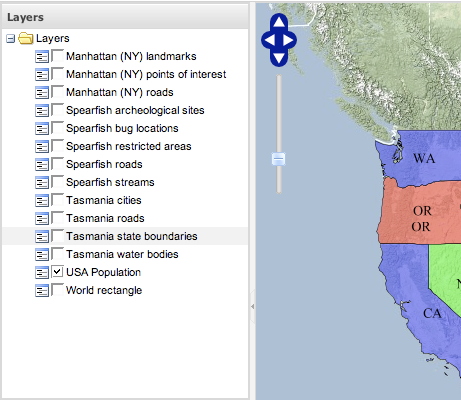 Layers
Layers
Manhattan (NY) landmarks
Manhattan (NY) points of interest
Manhattan (NY) roads
Spearfish archeological sites
Spearfish bug locations
Spearfish restricted areas
Spearfish roads
Spearfish streams
Tasmania cities
Tasmania roads
Tasmania state boundaries
Tasmania water bodies
USA Population
World rectangle
WA
OR
OR
CA